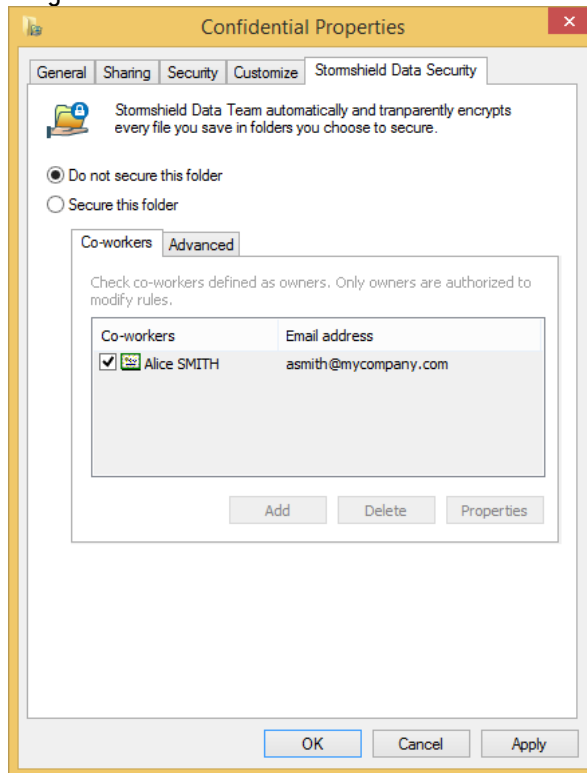 Confidential Properties
General Sharing Security Customize Stormshield Data Security
Stormshield Data Team automatically and tranparently encrypts
every file you save in folders you choose to secure.
Do not secure this folder
Secure this folder
Co-workers Advanced
Check co-workers defined as owners. Only owners are authorized to
modify rules.
Co-workers Email address
Alice SMITH asmith@mycompany.com
Add Delete Properties
OK Cancel Apply